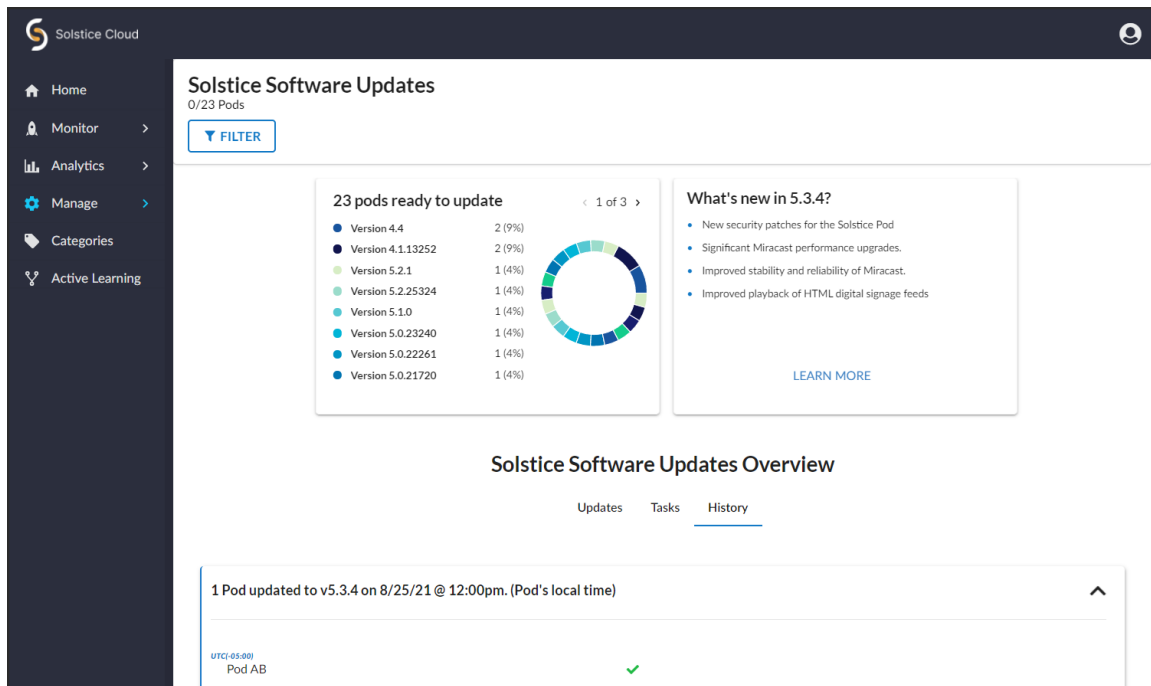 Solstice Cloud
Home
Monitor
Analytics
Manage
Categories
Active Learning
Solstice Software Updates
0/23 Pods
FILTER
23 pods ready to update
1 of 3
Version 4.4 2 (9%)
Version 4.1.13252 2 (9%)
Version 5.2.1 1 (4%)
Version 5.2.25324 1 (4%)
Version 5.1.0 1 (4%)
Version 5.0.23240 1 (4%)
Version 5.0.22261 1 (4%)
Version 5.0.21720 1 (4%)
What's new in 5.3.4?
New security patches for the Solstice Pod
Significant Miracast performance upgrades.
Improved stability and reliability of Miracast.
Improved playback of HTML digital signage feeds
LEARN MORE
Solstice Software Updates Overview
Updates Tasks History
1 Pod updated to v5.3.4 on 8/25/21 @ 12:00pm. (Pod's local time)
UTC(-05:00)
Pod AB